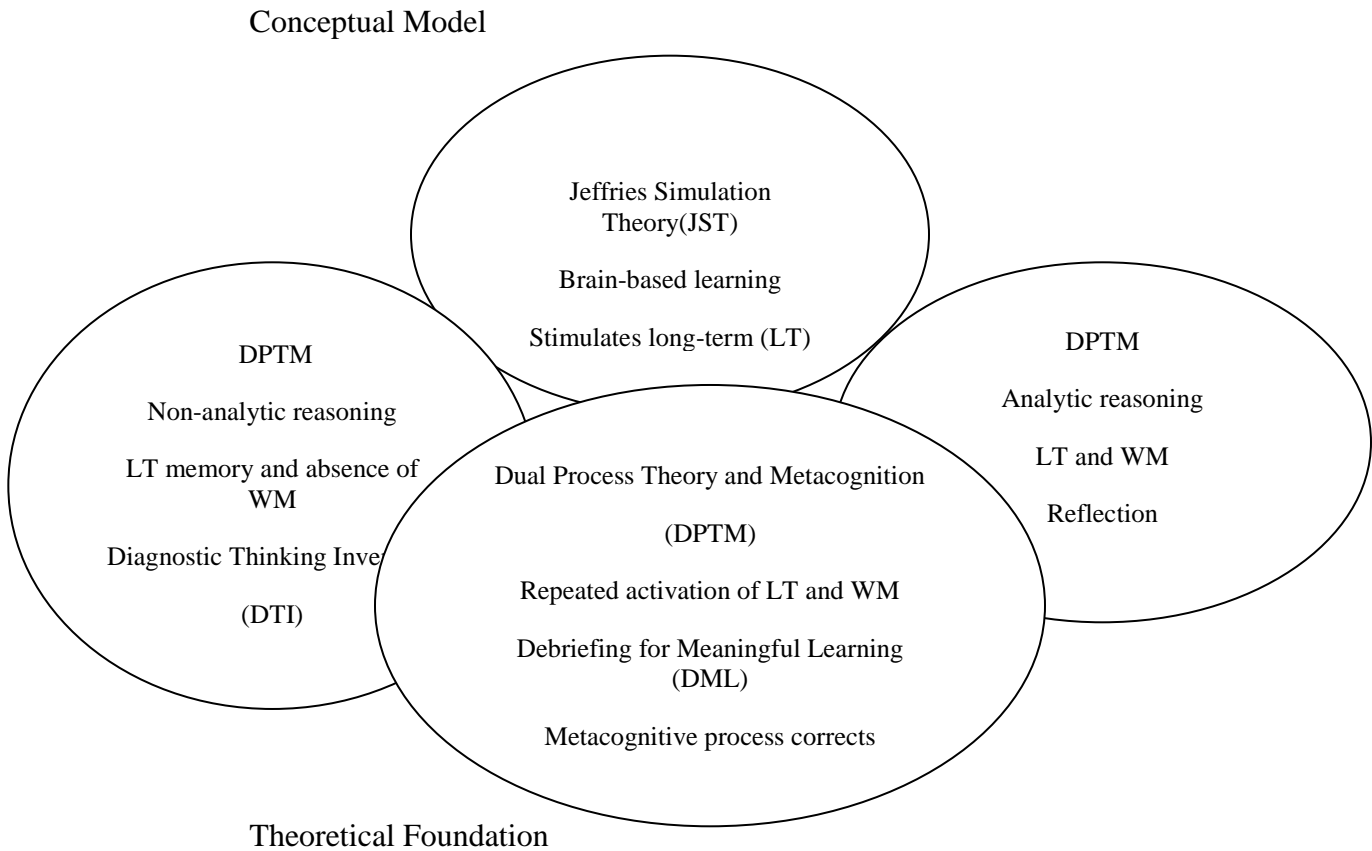 Conceptual Model
Jeffries Simulation
Theory(JST)
Brain-based learning
Stimulates long-term (LT)
DPTM
Non-analytic reasoning
LT memory and absence of
WM
Diagnostic Thinking
(DTI)
Dual Process Theory and Metacognition
(DPTM)
Repeated activation of LT and WM
Debriefing for Meaningful Learning
(DML)
Metacognitive process corrects
DPTM
Analytic reasoning
LT and WM
Reflection
Theoretical Foundation